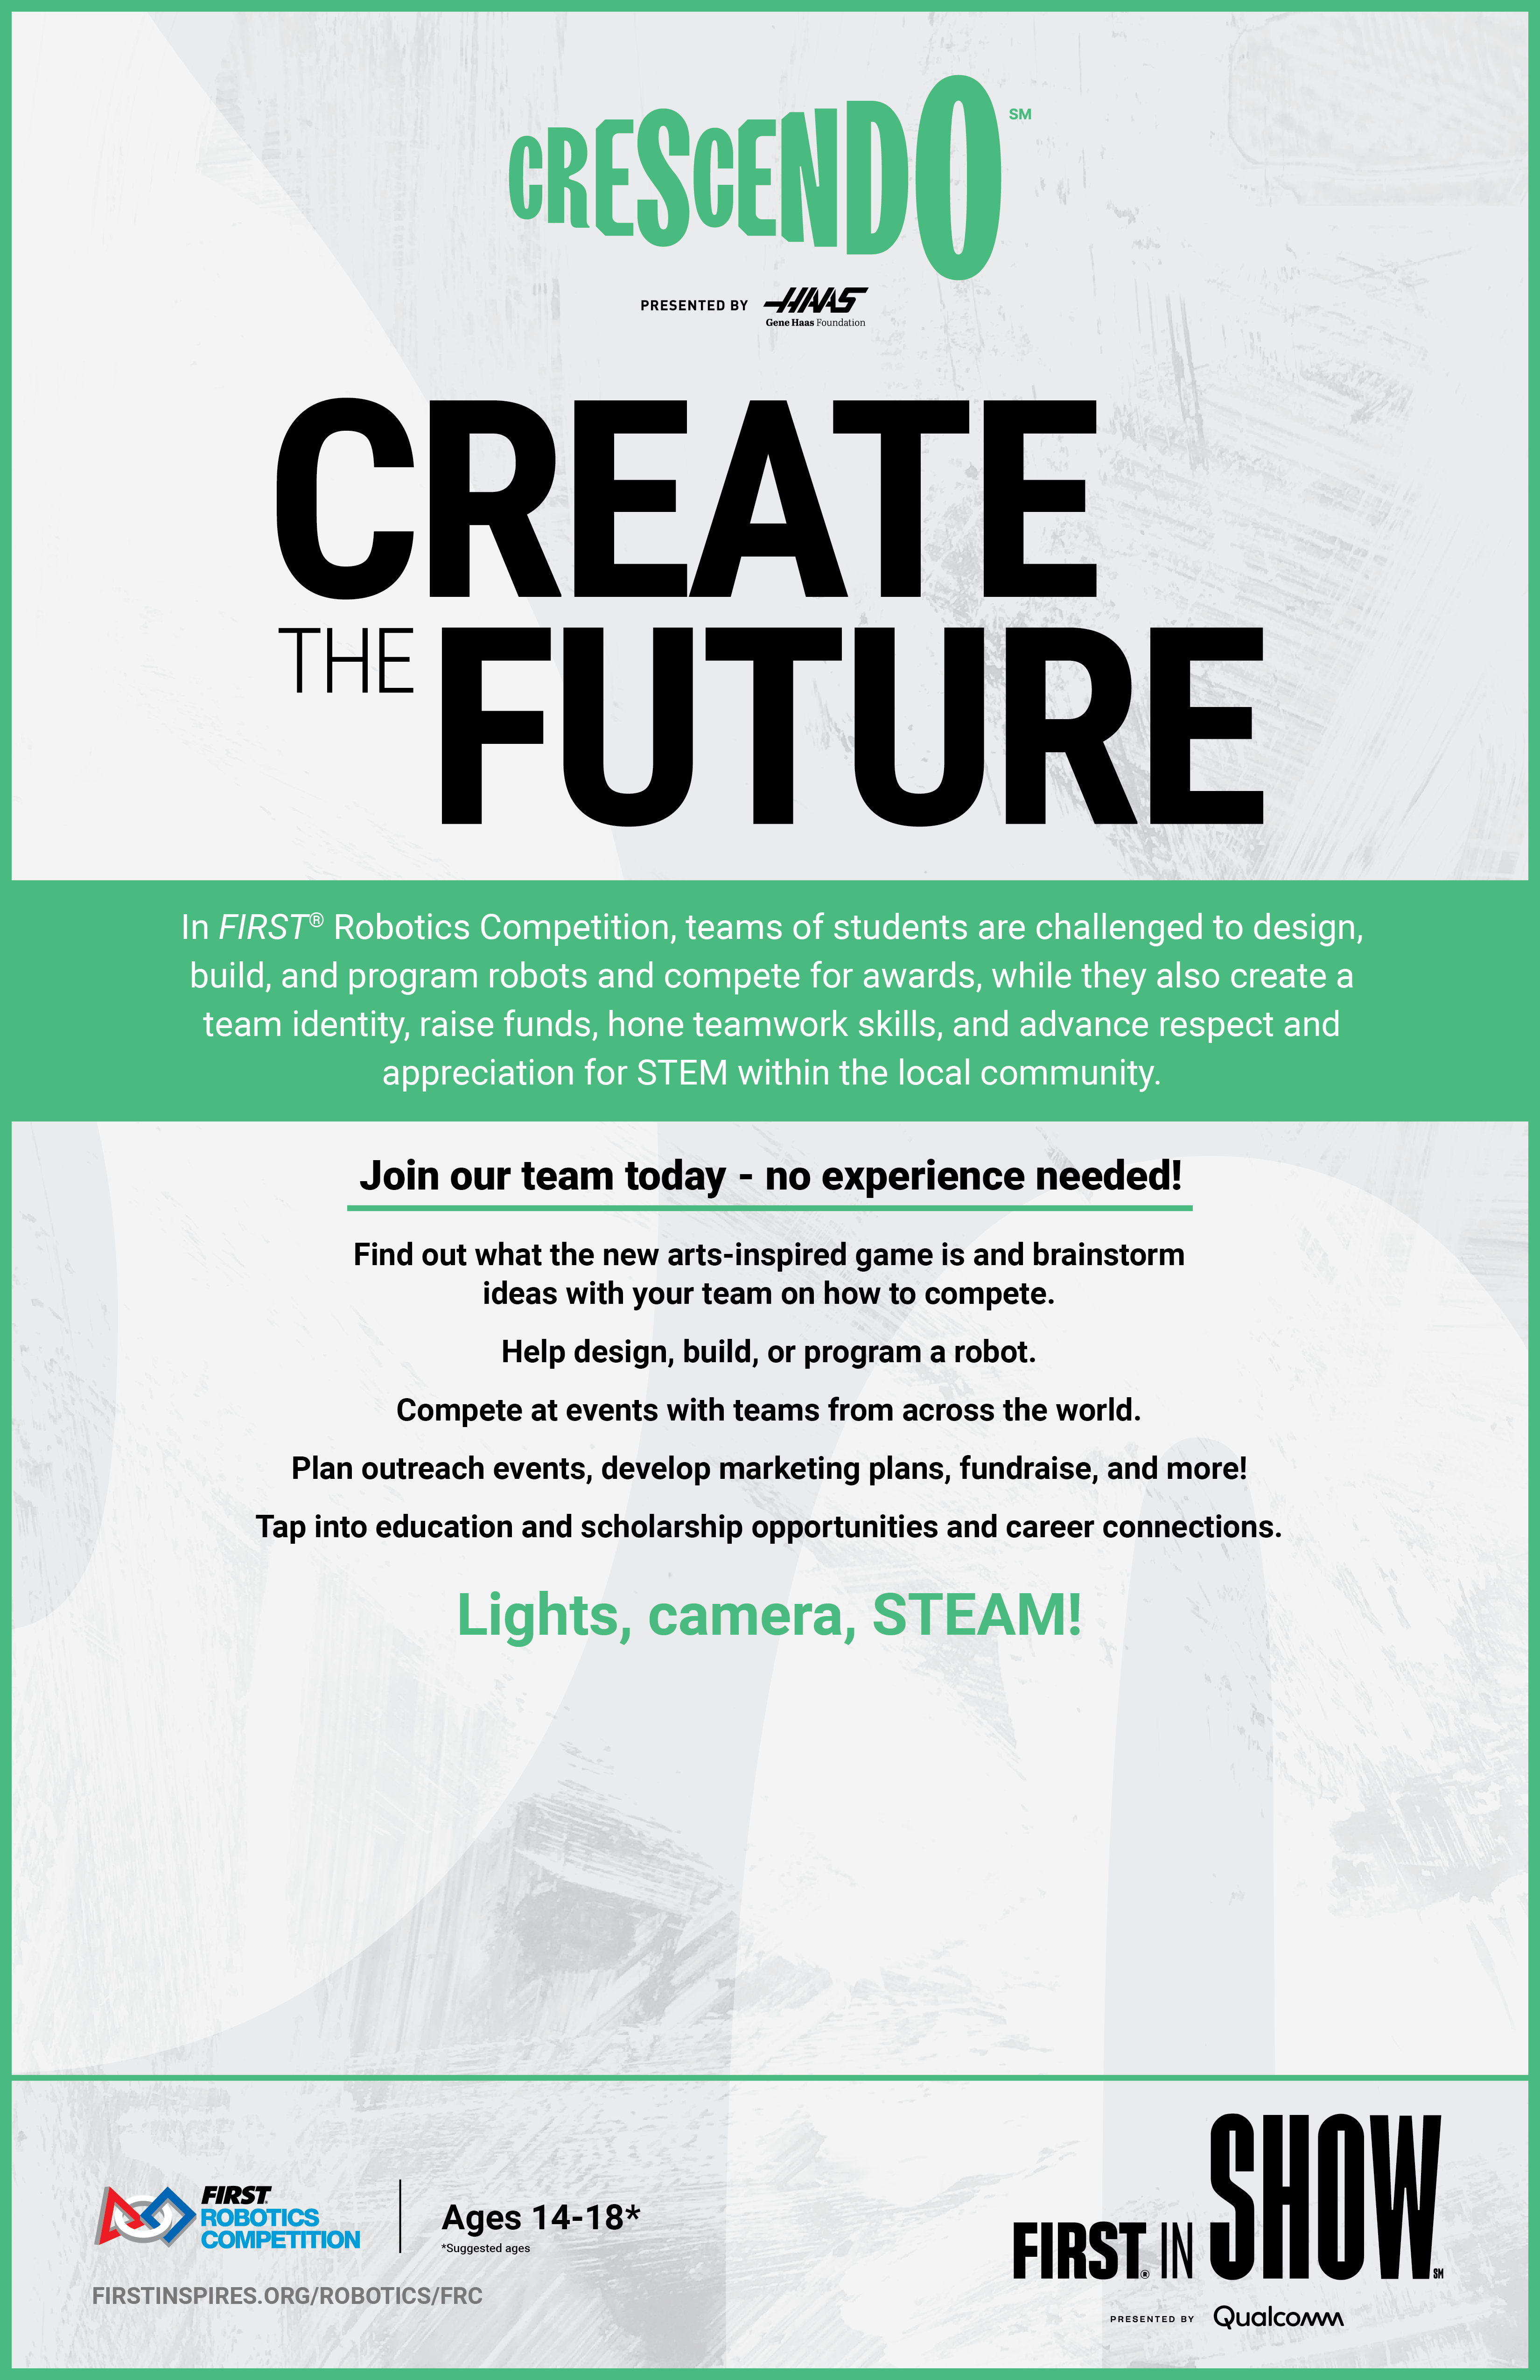 CRESCENDO SM
PRESENTED BY HAAS
Gene Haas Foundation
CREATE
THE FUTURE
In FIRST® Robotics Competition, teams of students are challenged to design,
build, and program robots and compete for awards, while they also create a
team identity, raise funds, hone teamwork skills, and advance respect and
appreciation for STEM within the local community.
Join our team today - no experience needed!
Find out what the new arts-inspired game is and brainstorm
ideas with your team on how to compete.
Help design, build, or program a robot.
Compete at events with teams from across the world.
Plan outreach events, develop marketing plans, fundraise, and more!
Tap into education and scholarship opportunities and career connections.
Lights, camera, STEAM!
FIRST®
ROBOTICS
COMPETITION
Ages 14-18*
*Suggested ages
FIRSTINSPIRES.ORG/ROBOTICS/FRC
FIRST® IN SHOW SM
PRESENTED BY Qualcomm